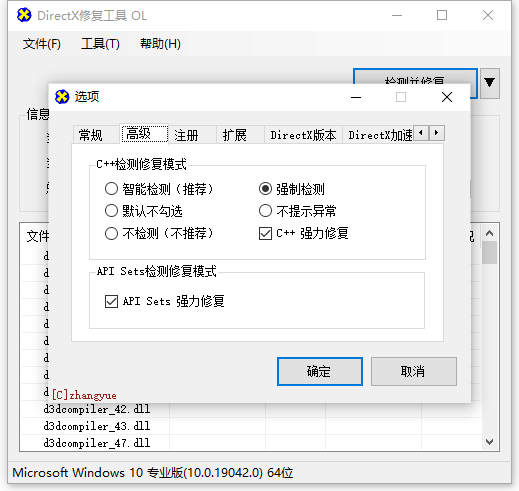 DirectX修复工具 OL
文件(F) 工具(T) 帮助(H)
检测并修复
信息
选项
常规 高级 注册 扩展 DirectX版本 DirectX加速
C++检测修复模式
智能检测（推荐） 强制检测
默认不勾选 不提示异常
不检测（不推荐） C++ 强力修复
API Sets检测修复模式
API Sets 强力修复
确定 取消
文件
[C]zhangyue
d3dcompiler_42.dll
d3dcompiler_43.dll
d3dcompiler_47.dll
Microsoft Windows 10 专业版(10.0.19042.0) 64位